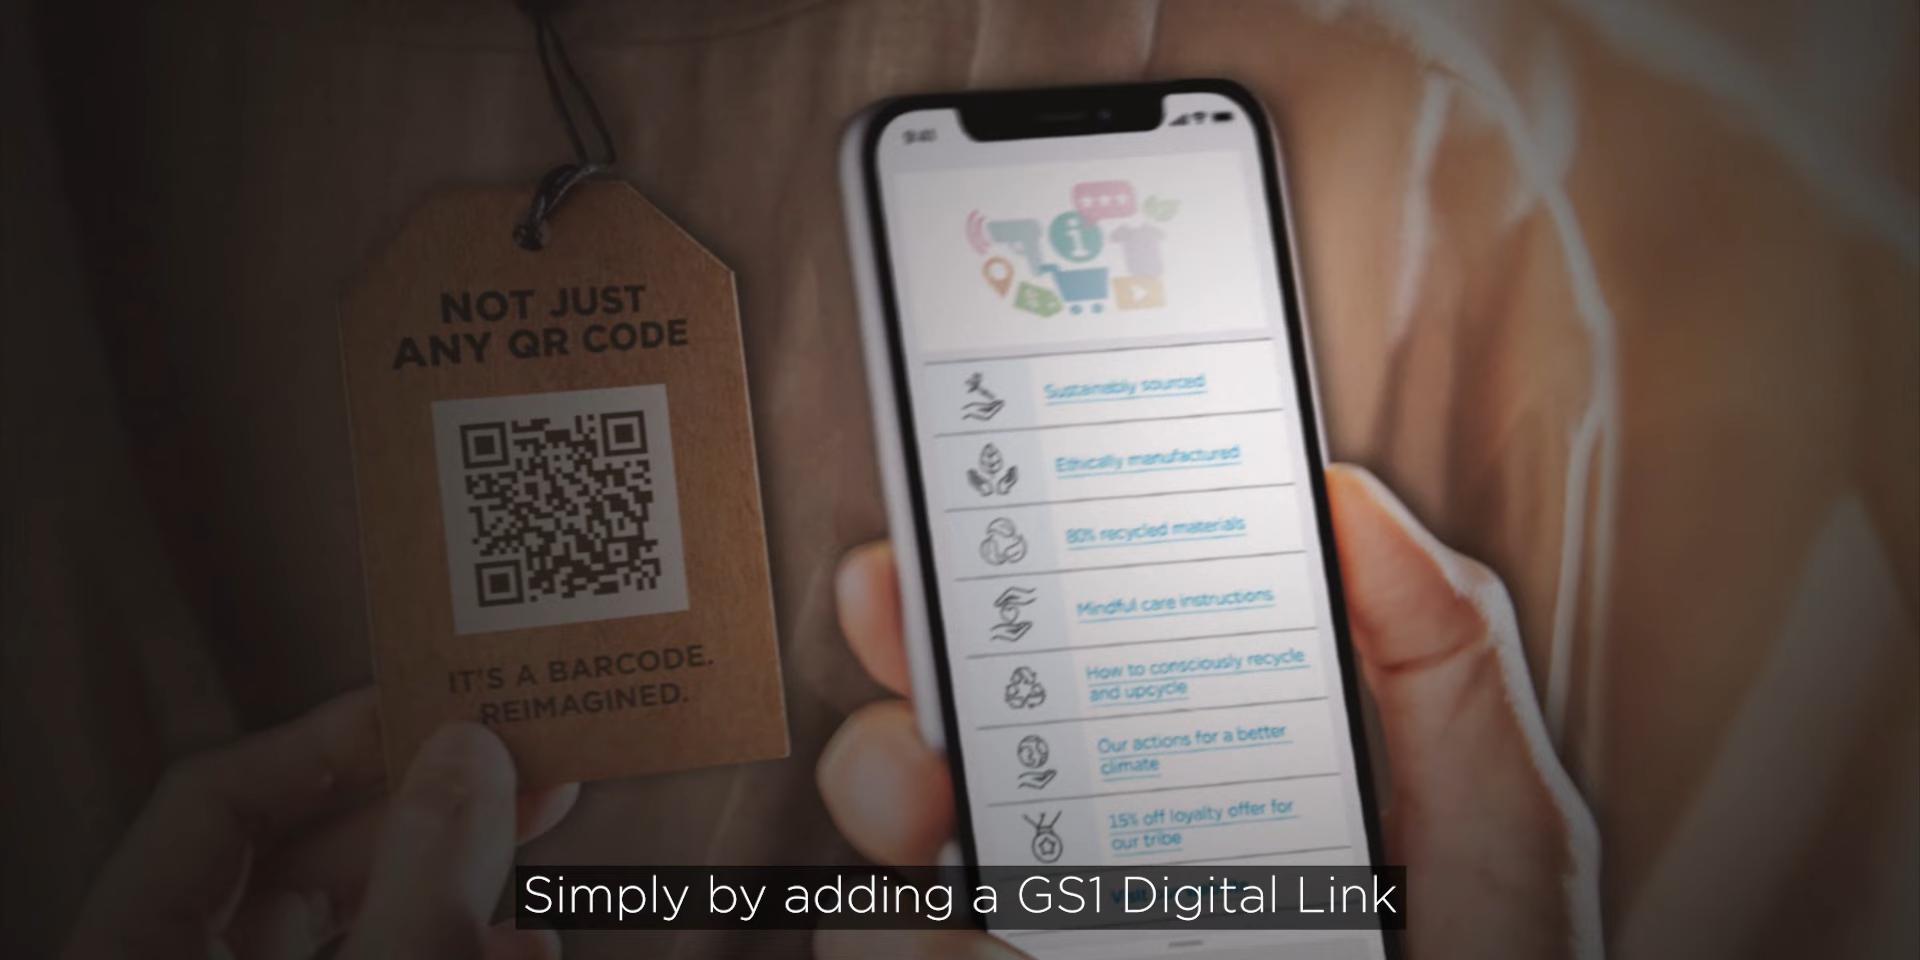 NOT JUST
ANY QR CODE
IT'S A BARCODE.
REIMAGINED.
9:41
Sustainably sourced
Ethically manufactured
80% recycled materials
Mindful care instructions
How to consciously recycle
and upcycle
Our actions for a better
climate
15% off loyalty offer for
our tribe
Simply by adding a GS1 Digital Link